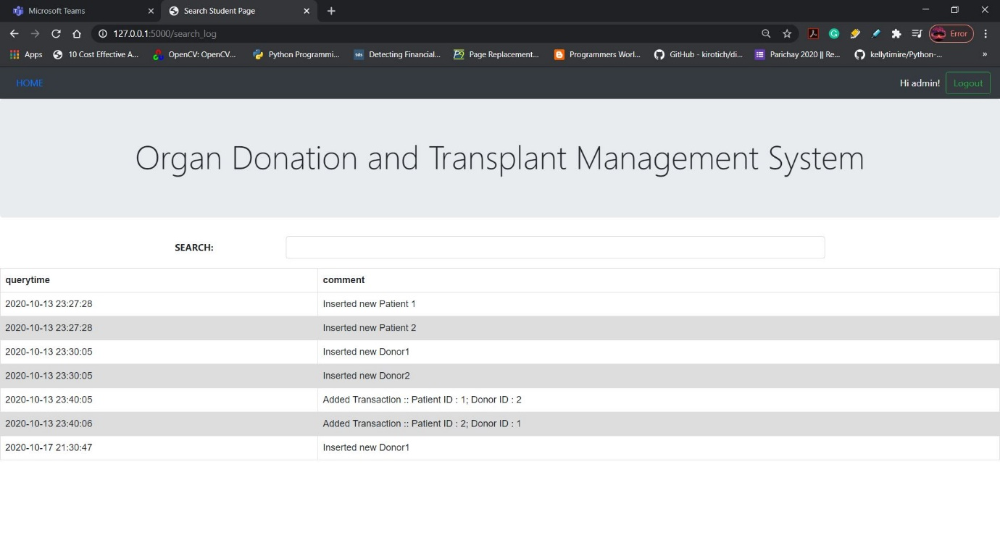 Microsoft Teams
Search Student Page
127.0.0.1:5000/search_log
Error
Apps
10 Cost Effective A...
OpenCV: OpenCV...
Python Programmi...
tds
Detecting Financial...
Page Replacement...
Programmers Worl...
GitHub - kirotich/di...
Parichay 2020 || Re...
kellytimire/Python-...
»
HOME
Hi admin!
Logout
Organ Donation and Transplant Management System
SEARCH:
querytime comment
2020-10-13 23:27:28 Inserted new Patient 1
2020-10-13 23:27:28 Inserted new Patient 2
2020-10-13 23:30:05 Inserted new Donor1
2020-10-13 23:30:05 Inserted new Donor2
2020-10-13 23:40:05 Added Transaction :: Patient ID : 1; Donor ID : 2
2020-10-13 23:40:06 Added Transaction :: Patient ID : 2; Donor ID : 1
2020-10-17 21:30:47 Inserted new Donor1